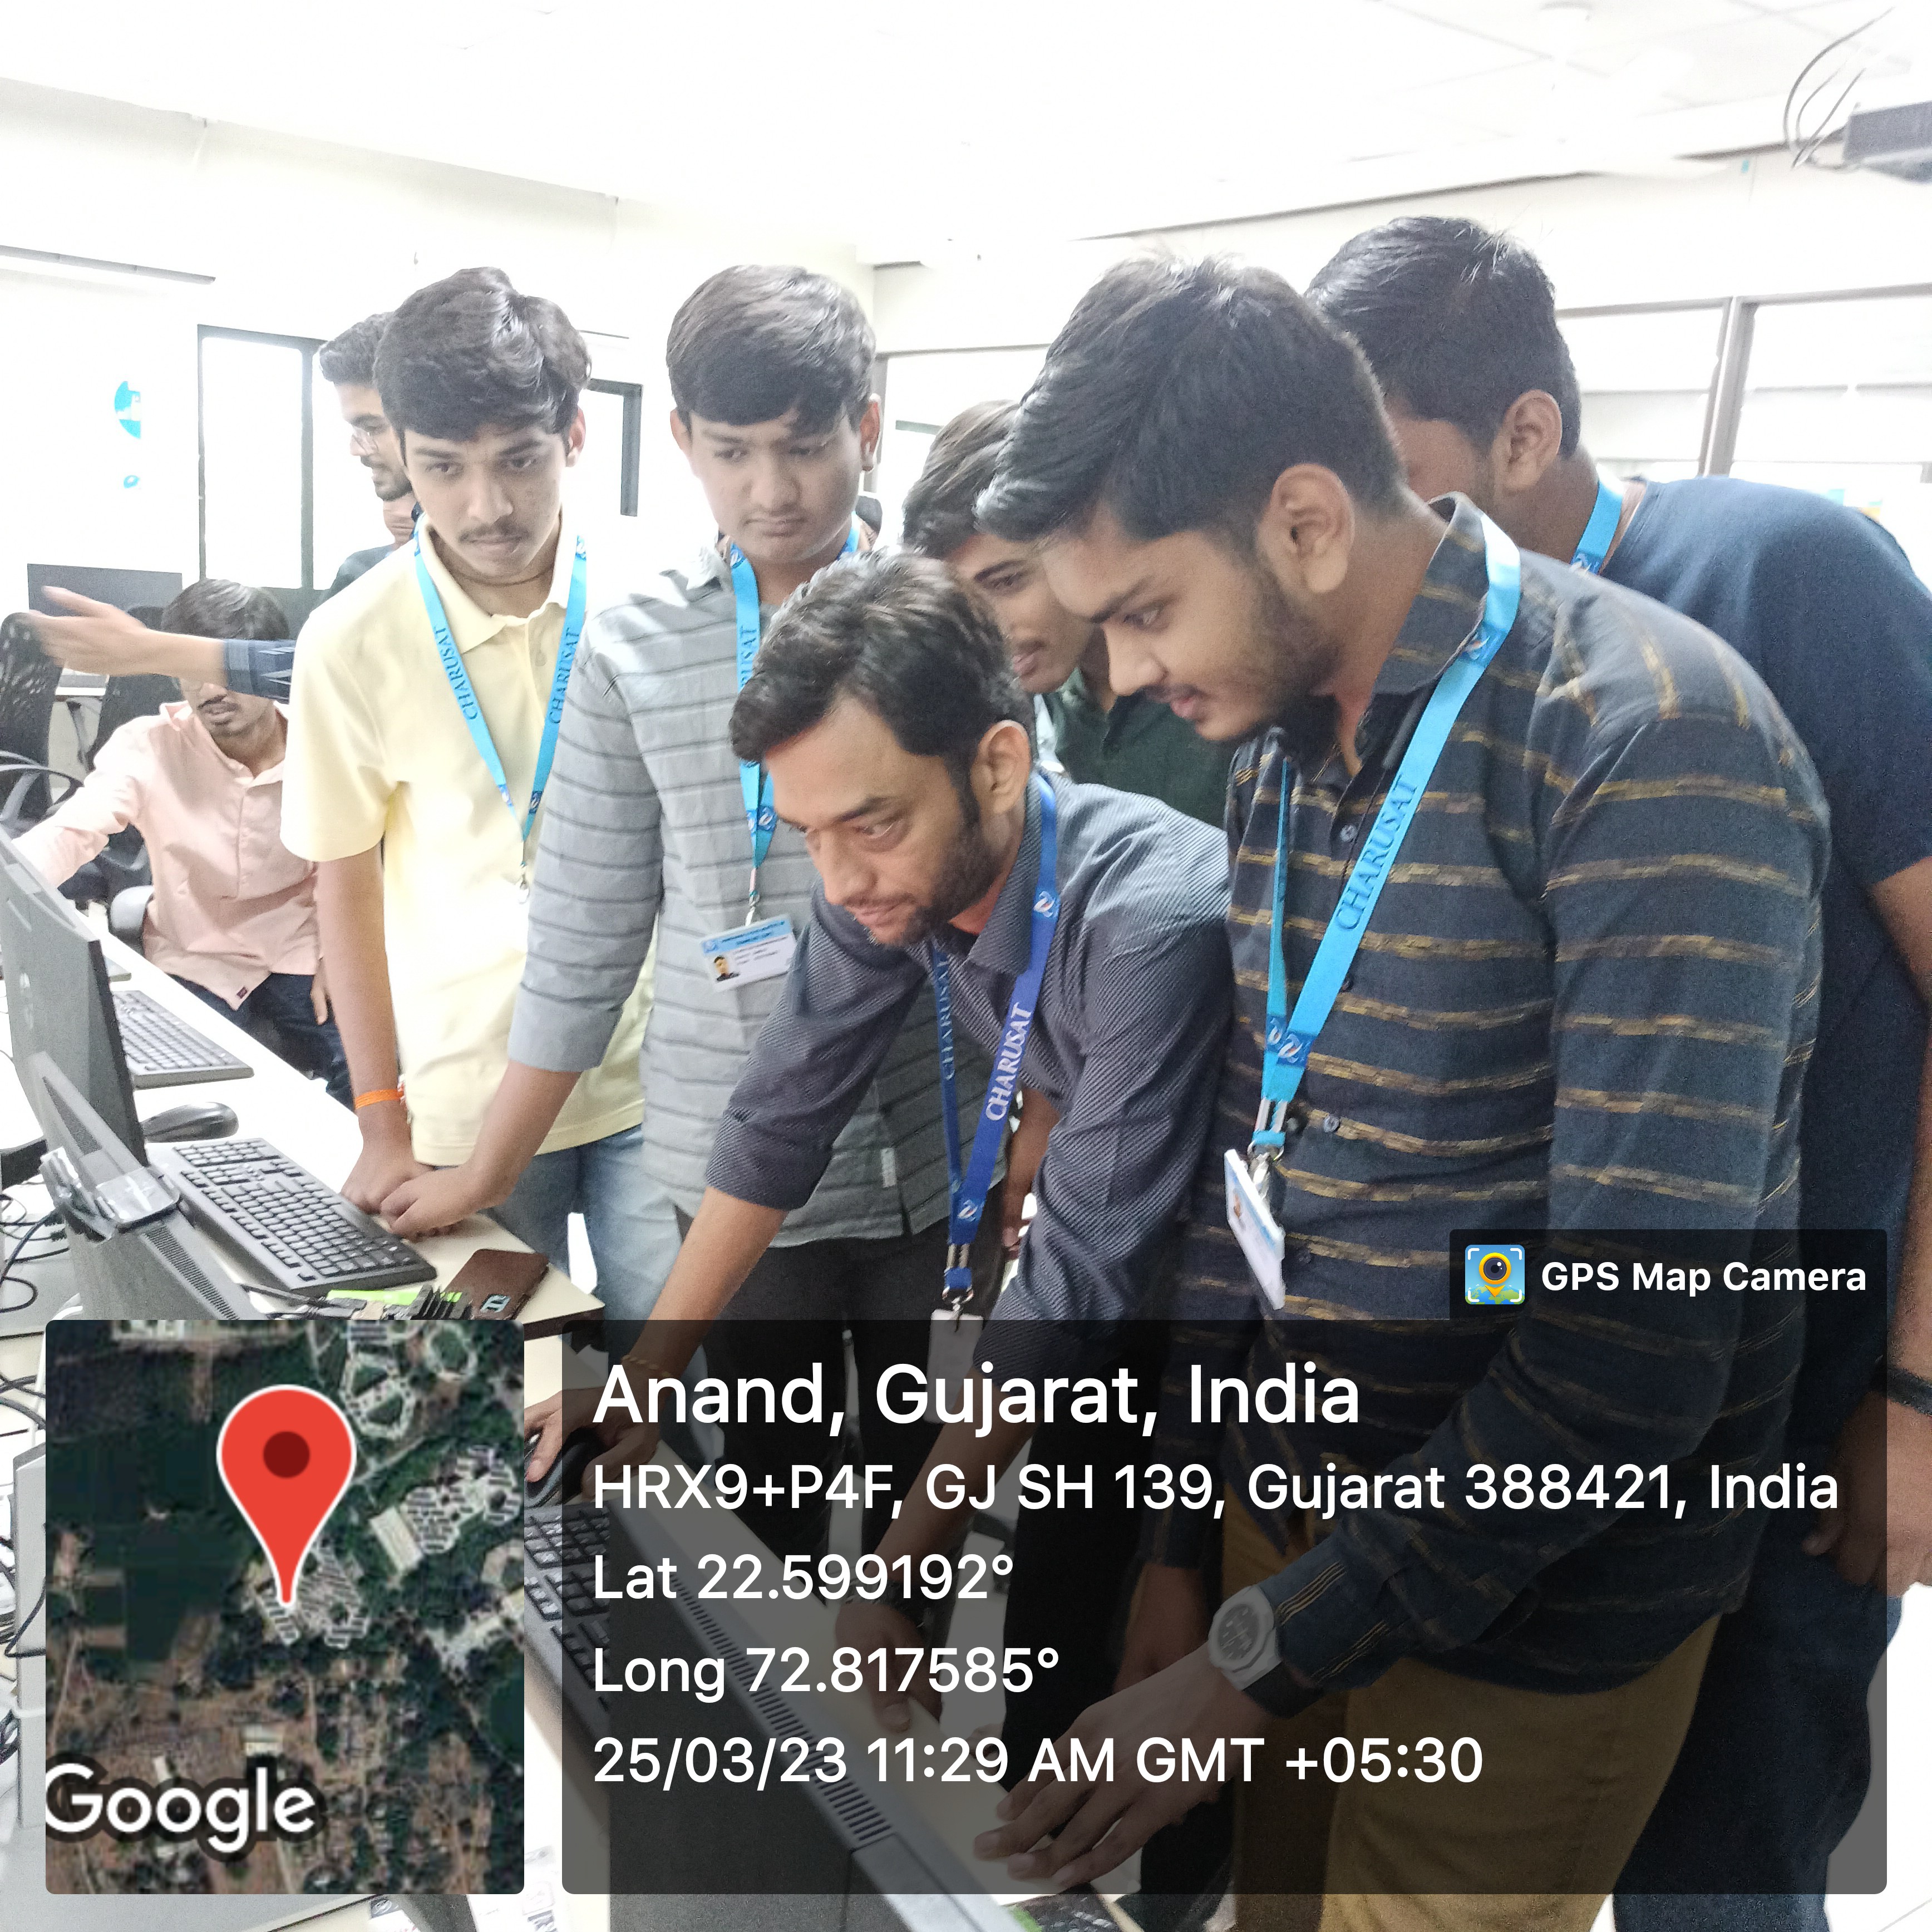 CHARUSAT
CHARUSAT
RUSAT
CHARUSAT
CHARUSAT
CHARUSAT
GPS Map Camera
Anand, Gujarat, India
HRX9+P4F, GJ SH 139, Gujarat 388421, India
Lat 22.599192°
Long 72.817585°
25/03/23 11:29 AM GMT +05:30
Google